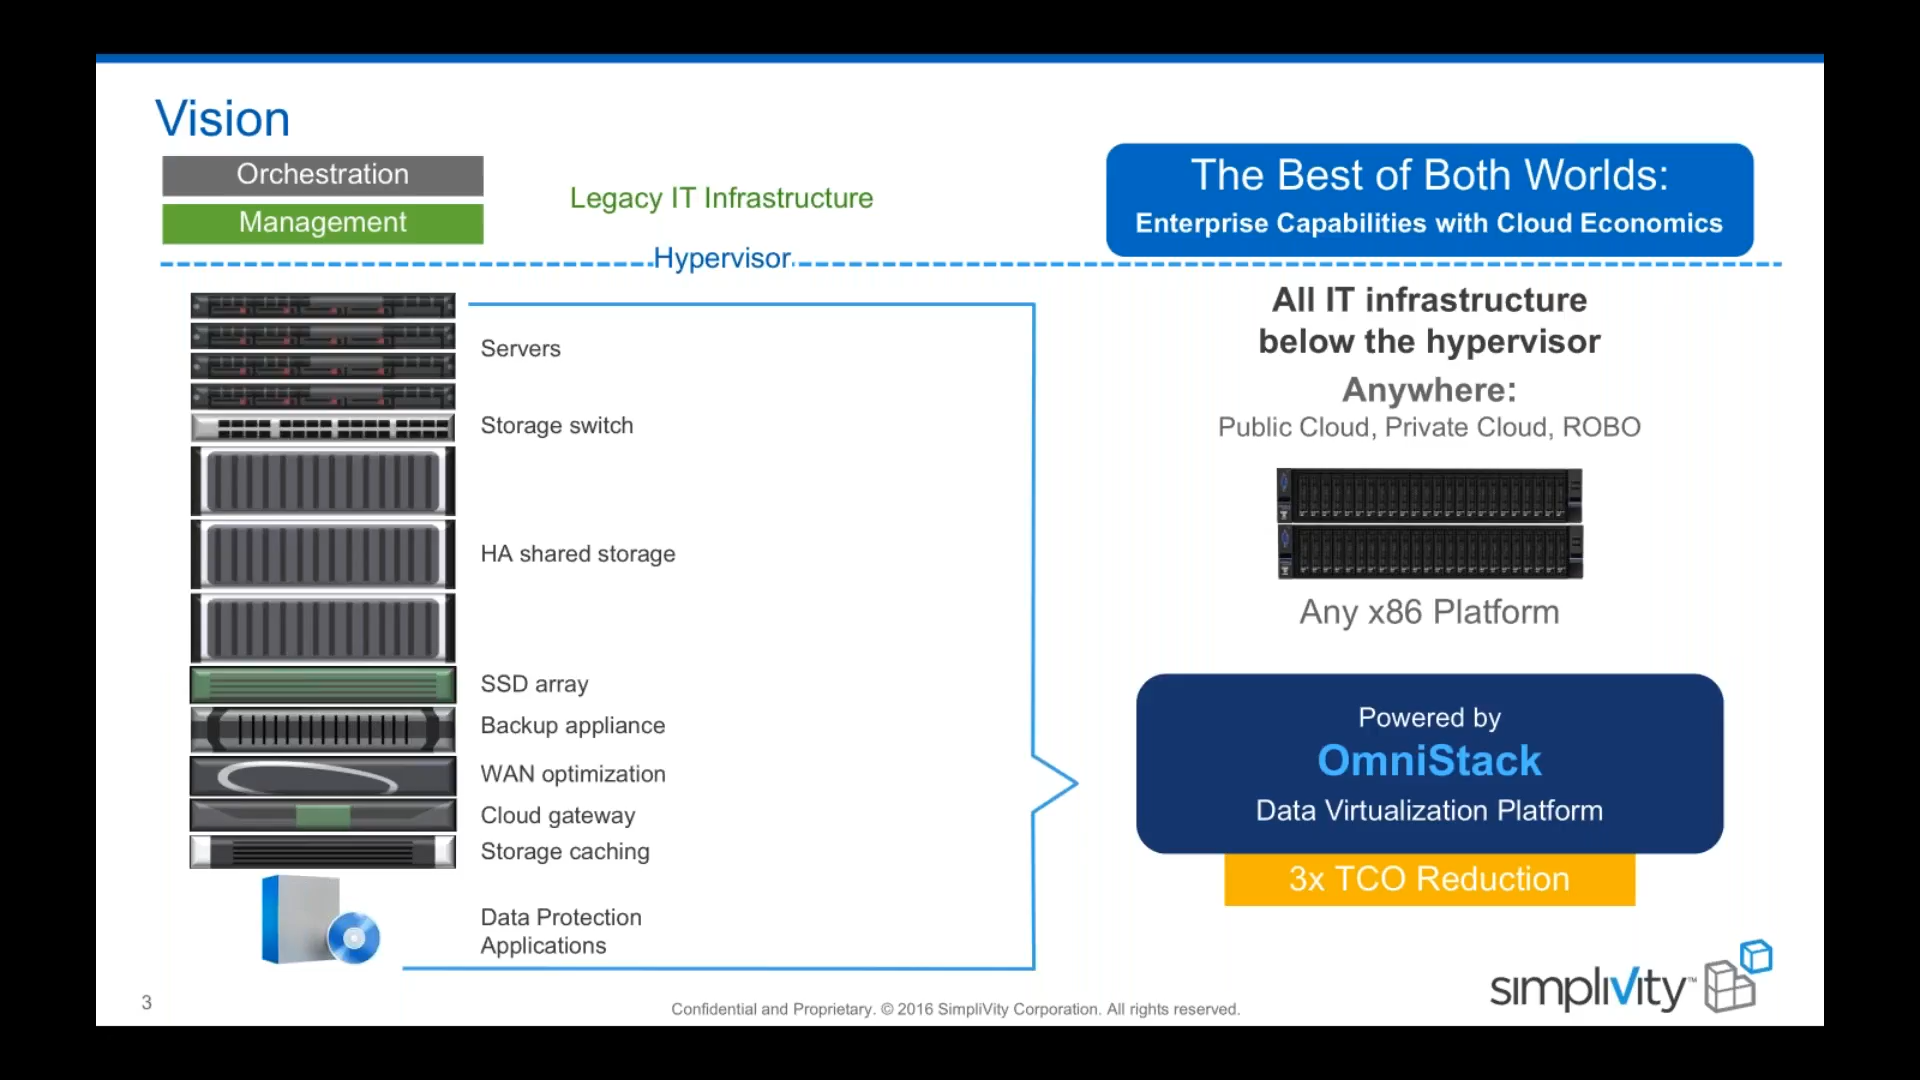 Vision
Orchestration
Management
Legacy IT Infrastructure
Hypervisor
The Best of Both Worlds:
Enterprise Capabilities with Cloud Economics
Servers
Storage switch
HA shared storage
SSD array
Backup appliance
WAN optimization
Cloud gateway
Storage caching
Data Protection
Applications
All IT infrastructure
below the hypervisor
Anywhere:
Public Cloud, Private Cloud, ROBO
Any x86 Platform
Powered by
OmniStack
Data Virtualization Platform
3x TCO Reduction
simplivity™
3
Confidential and Proprietary. © 2016 SimpliVity Corporation. All rights reserved.